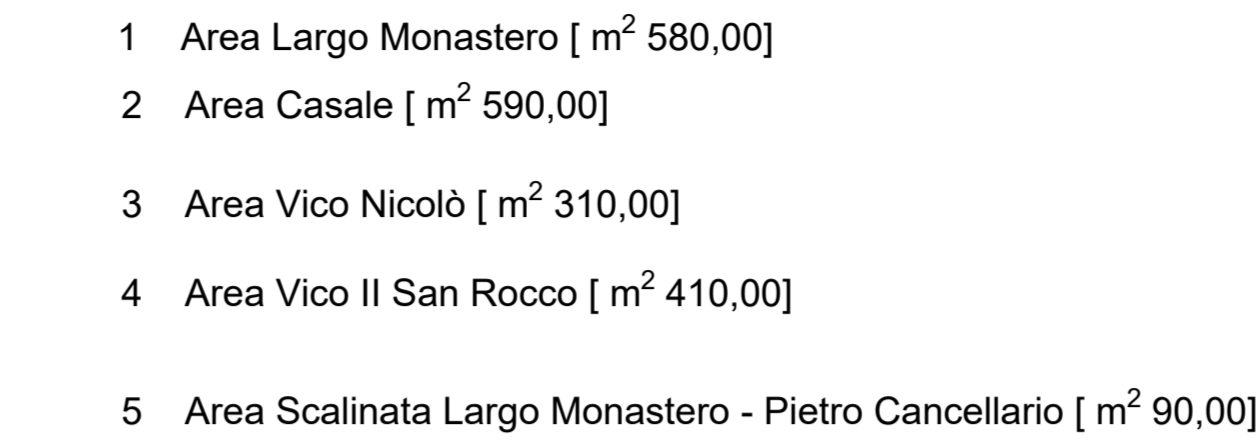 1 Area Largo Monastero [ m² 580,00]
2 Area Casale [ m² 590,00]
3 Area Vico Nicolò [ m² 310,00]
4 Area Vico II San Rocco [ m² 410,00]
5 Area Scalinata Largo Monastero - Pietro Cancellario [ m² 90,00]